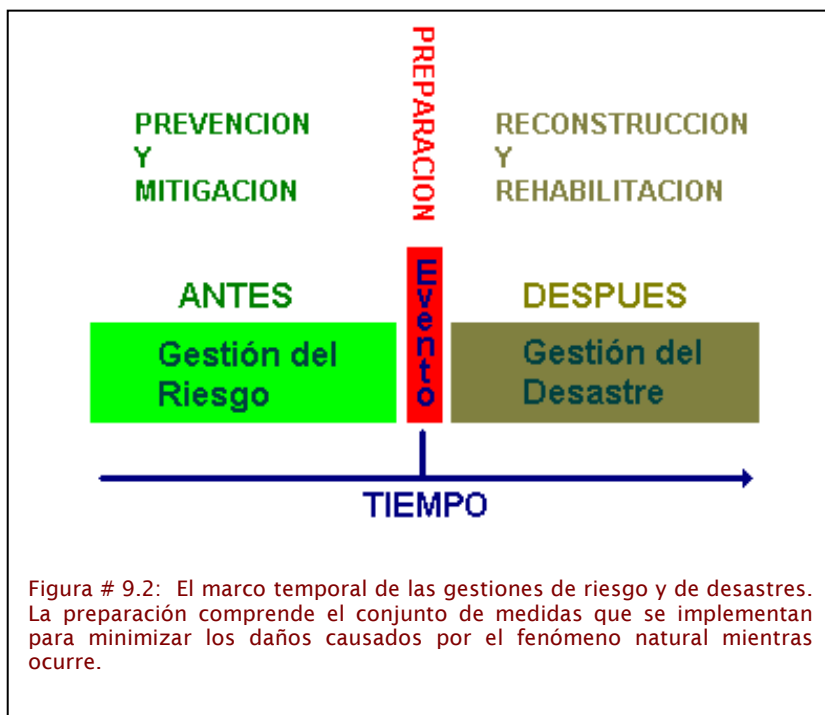 PREPARACION
PREVENCION
Y
MITIGACION
RECONSTRUCCION
Y
REHABILITACION
ANTES
Evento
DESPUES
Gestión del
Riesgo
Gestión del
Desastre
TIEMPO
Figura # 9.2: El marco temporal de las gestiones de riesgo y de desastres.
La preparación comprende el conjunto de medidas que se implementan
para minimizar los daños causados por el fenómeno natural mientras
ocurre.